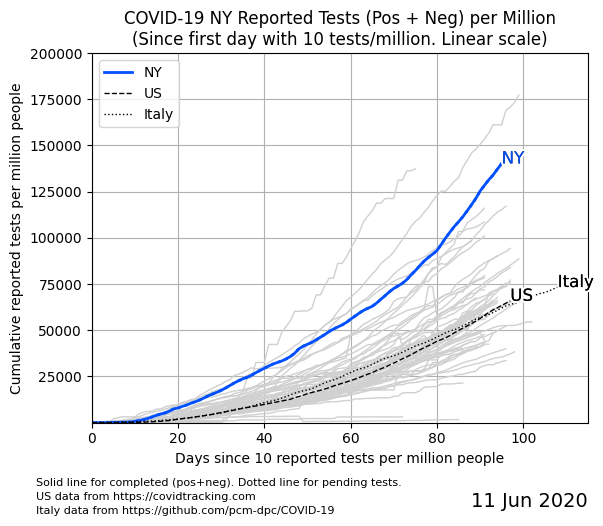 COVID-19 NY Reported Tests (Pos + Neg) per Million
(Since first day with 10 tests/million. Linear scale)
Cumulative reported tests per million people
200000
175000
150000
125000
100000
75000
50000
25000
NY
US
Italy
NY
Italy
US
0
20
40
60
80
100
Days since 10 reported tests per million people
Solid line for completed (pos+neg). Dotted line for pending tests.
US data from https://covidtracking.com
Italy data from https://github.com/pcm-dpc/COVID-19
11 Jun 2020